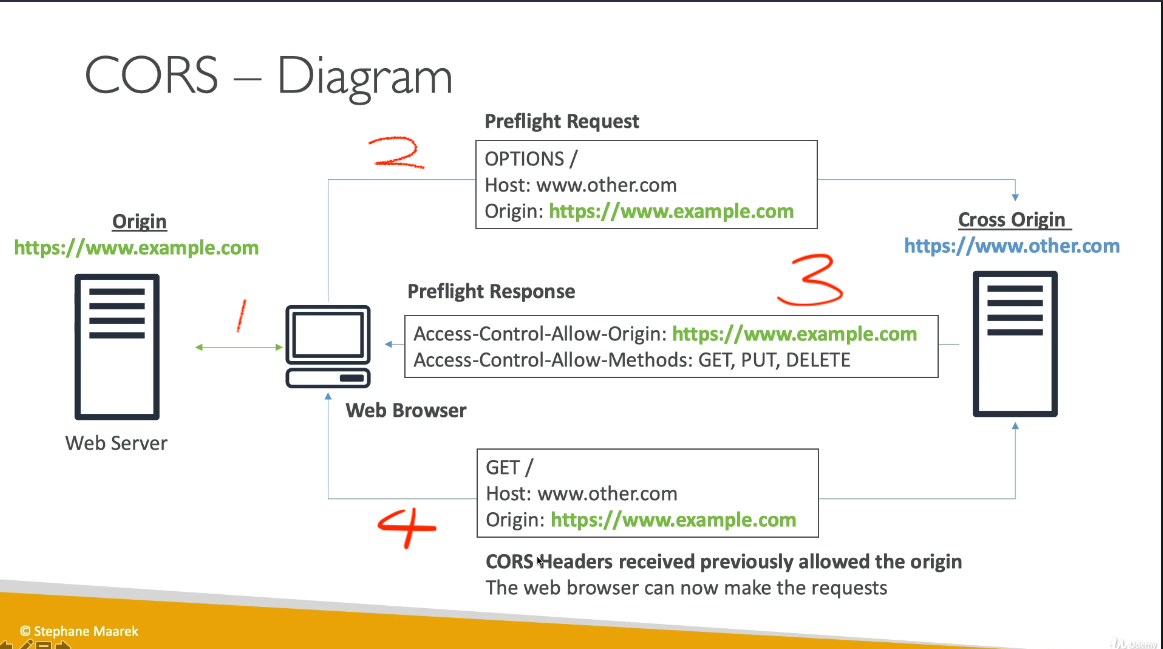 CORS – Diagram
Preflight Request
2
OPTIONS /
Host: www.other.com
Origin: https://www.example.com
Origin
https://www.example.com
Cross Origin
https://www.other.com
1
Preflight Response
3
Access-Control-Allow-Origin: https://www.example.com
Access-Control-Allow-Methods: GET, PUT, DELETE
Web Browser
Web Server
GET /
Host: www.other.com
Origin: https://www.example.com
4
CORS Headers received previously allowed the origin
The web browser can now make the requests
© Stephane Maarek
Udemy